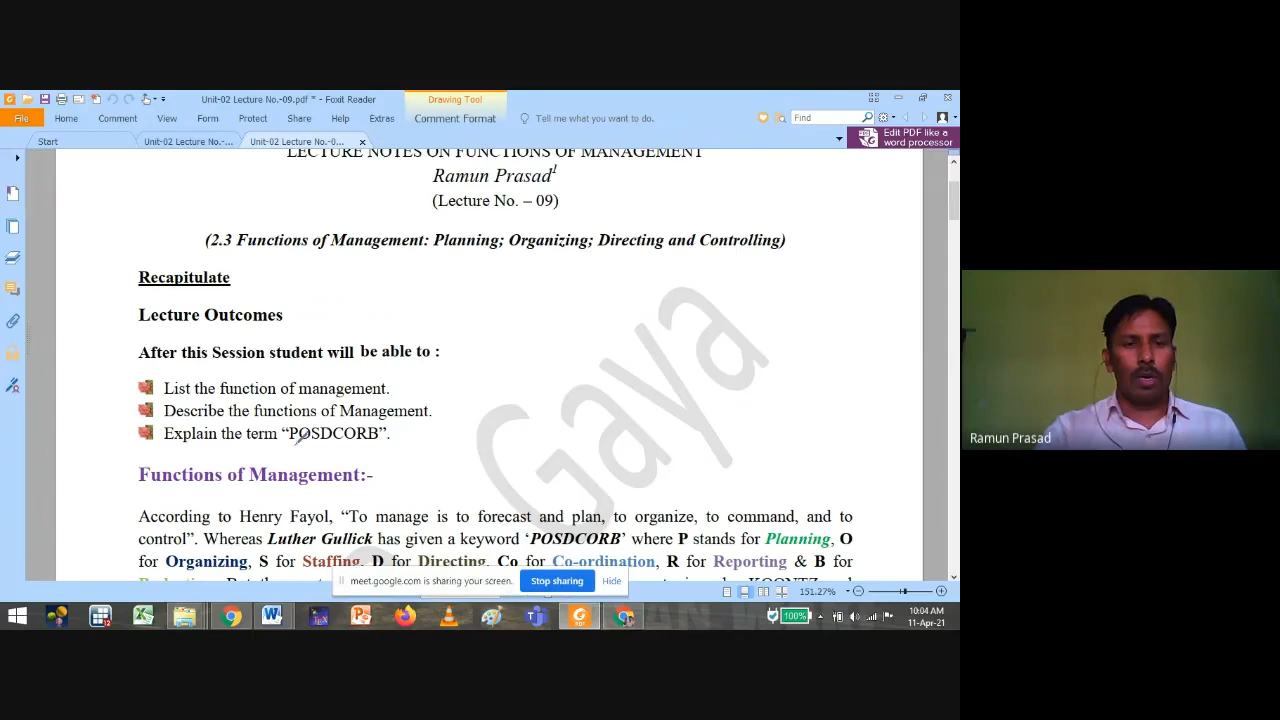 Unit-02 Lecture No.-09.pdf * - Foxit Reader
Drawing Tool
File Home Comment View Form Protect Share Help Extras Comment Format Tell me what you want to do. Find
Start Unit-02 Lecture No.-... Unit-02 Lecture No.-0... Edit PDF like a
word processor
LECTURE NOTES ON FUNCTIONS OF MANAGEMENT
Ramun Prasad1
(Lecture No. – 09)
(2.3 Functions of Management: Planning; Organizing; Directing and Controlling)
Recapitulate
Lecture Outcomes
After this Session student will be able to :
List the function of management.
Describe the functions of Management.
Explain the term “POSDCORB”.
Functions of Management:-
According to Henry Fayol, “To manage is to forecast and plan, to organize, to command, and to
control”. Whereas Luther Gullick has given a keyword ‘POSDCORB’ where P stands for Planning, O
for Organizing, S for Staffing, D for Directing, Co for Co-ordination, R for Reporting & B for
Gaya
meet.google.com is sharing your screen. Stop sharing Hide
151.27%
100% 10:04 AM
11-Apr-21
Ramun Prasad